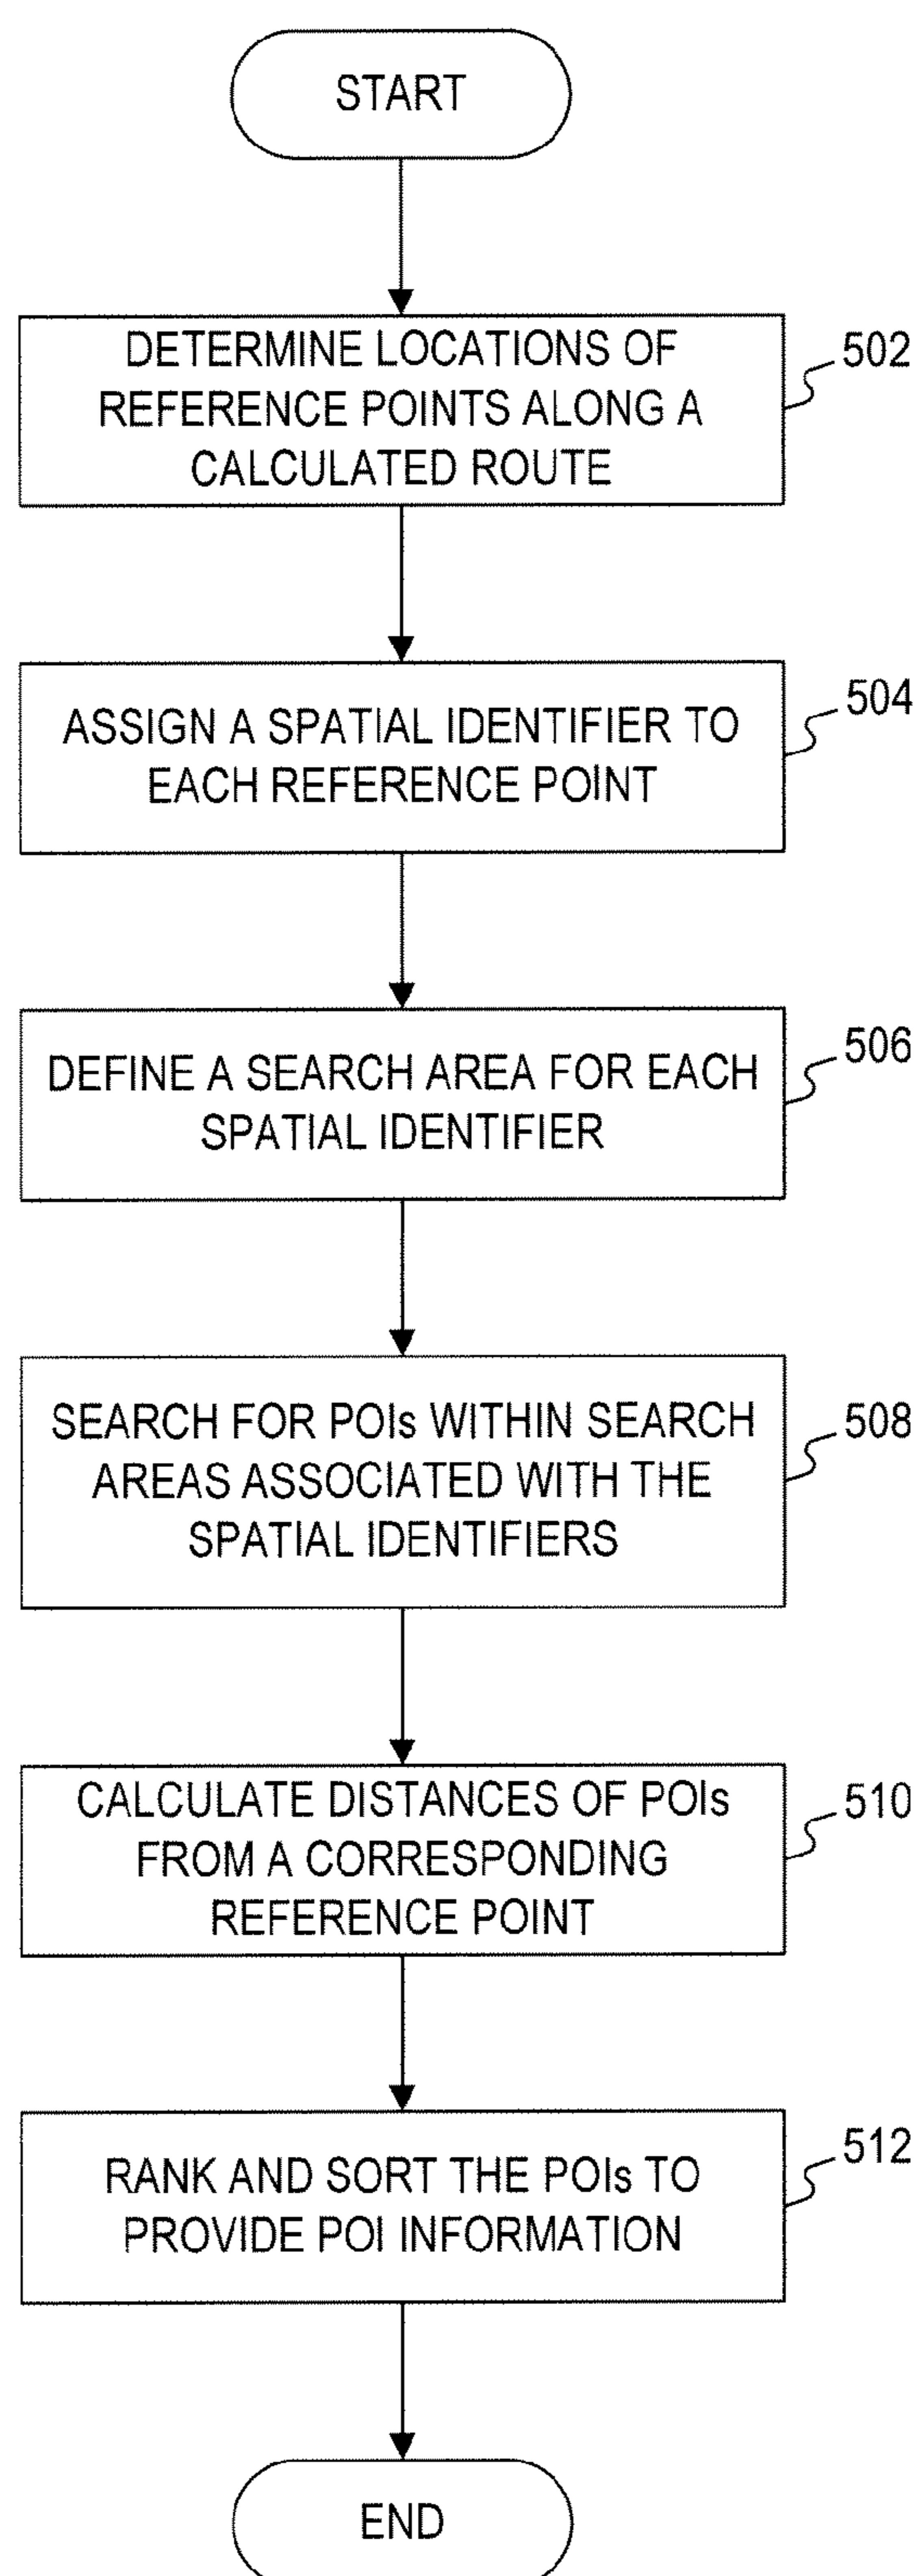 START
DETERMINE LOCATIONS OF
REFERENCE POINTS ALONG A
CALCULATED ROUTE
502
ASSIGN A SPATIAL IDENTIFIER TO
EACH REFERENCE POINT
504
DEFINE A SEARCH AREA FOR EACH
SPATIAL IDENTIFIER
506
SEARCH FOR POIs WITHIN SEARCH
AREAS ASSOCIATED WITH THE
SPATIAL IDENTIFIERS
508
CALCULATE DISTANCES OF POIs
FROM A CORRESPONDING
REFERENCE POINT
510
RANK AND SORT THE POIs TO
PROVIDE POI INFORMATION
512
END